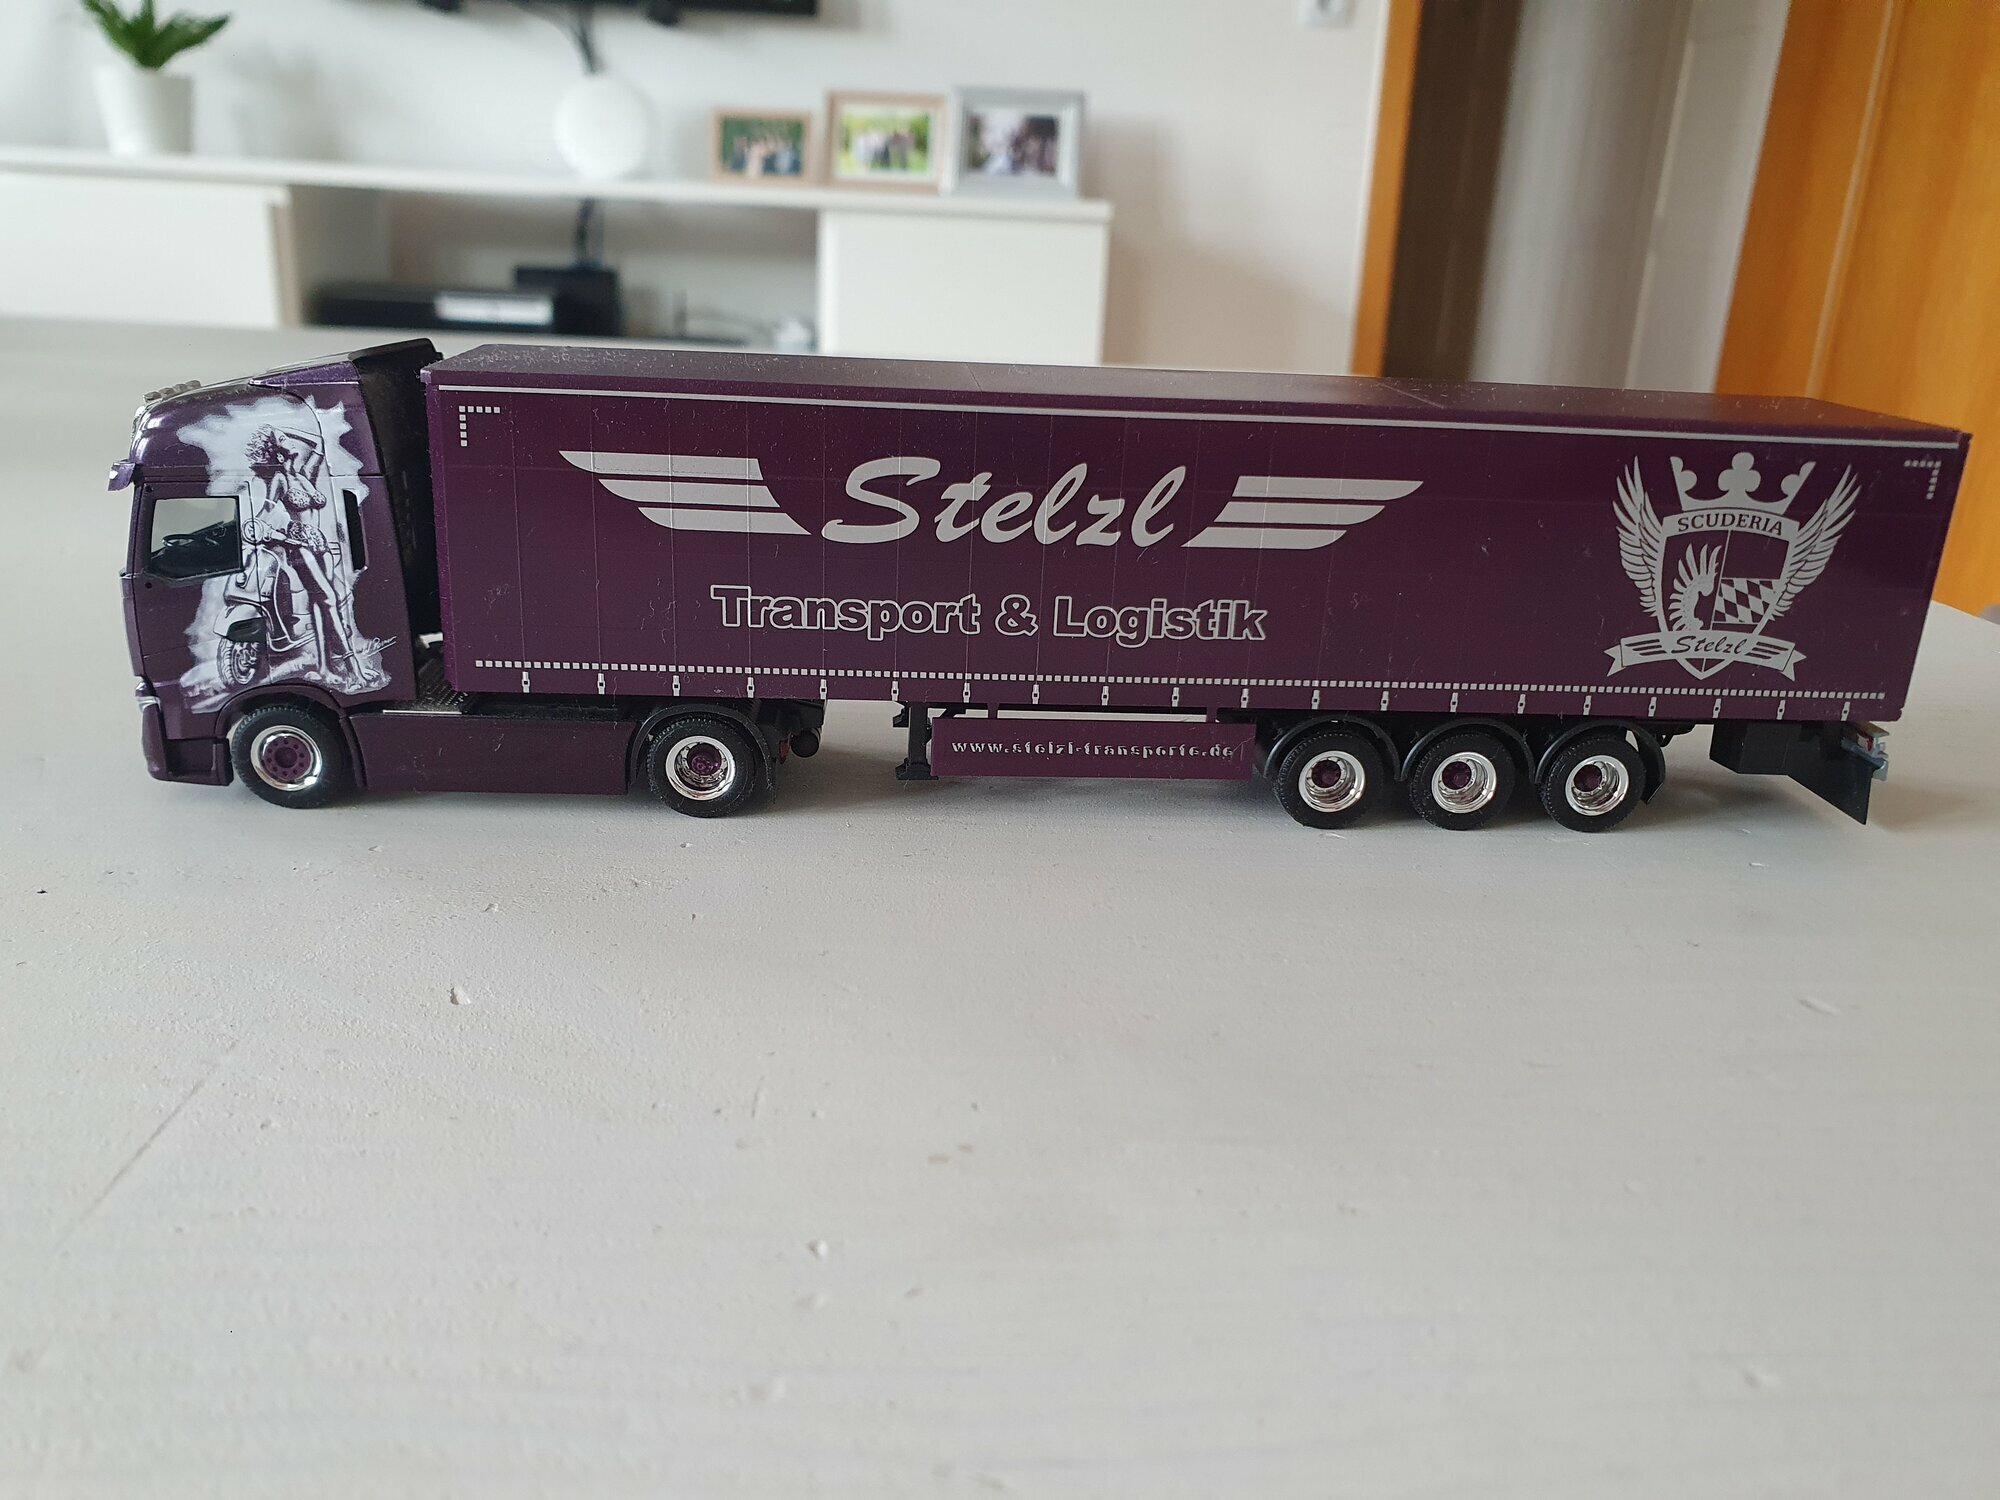 Stelzl
Transport & Logistik
SCUDERIA
Stelzl
www.stelzl-transporte.de